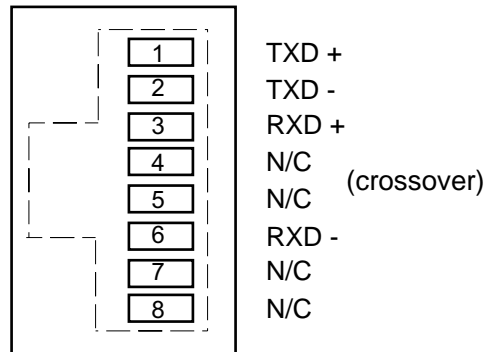 1 TXD +
2 TXD -
3 RXD +
4 N/C
(crossover)
5 N/C
6 RXD -
7 N/C
8 N/C